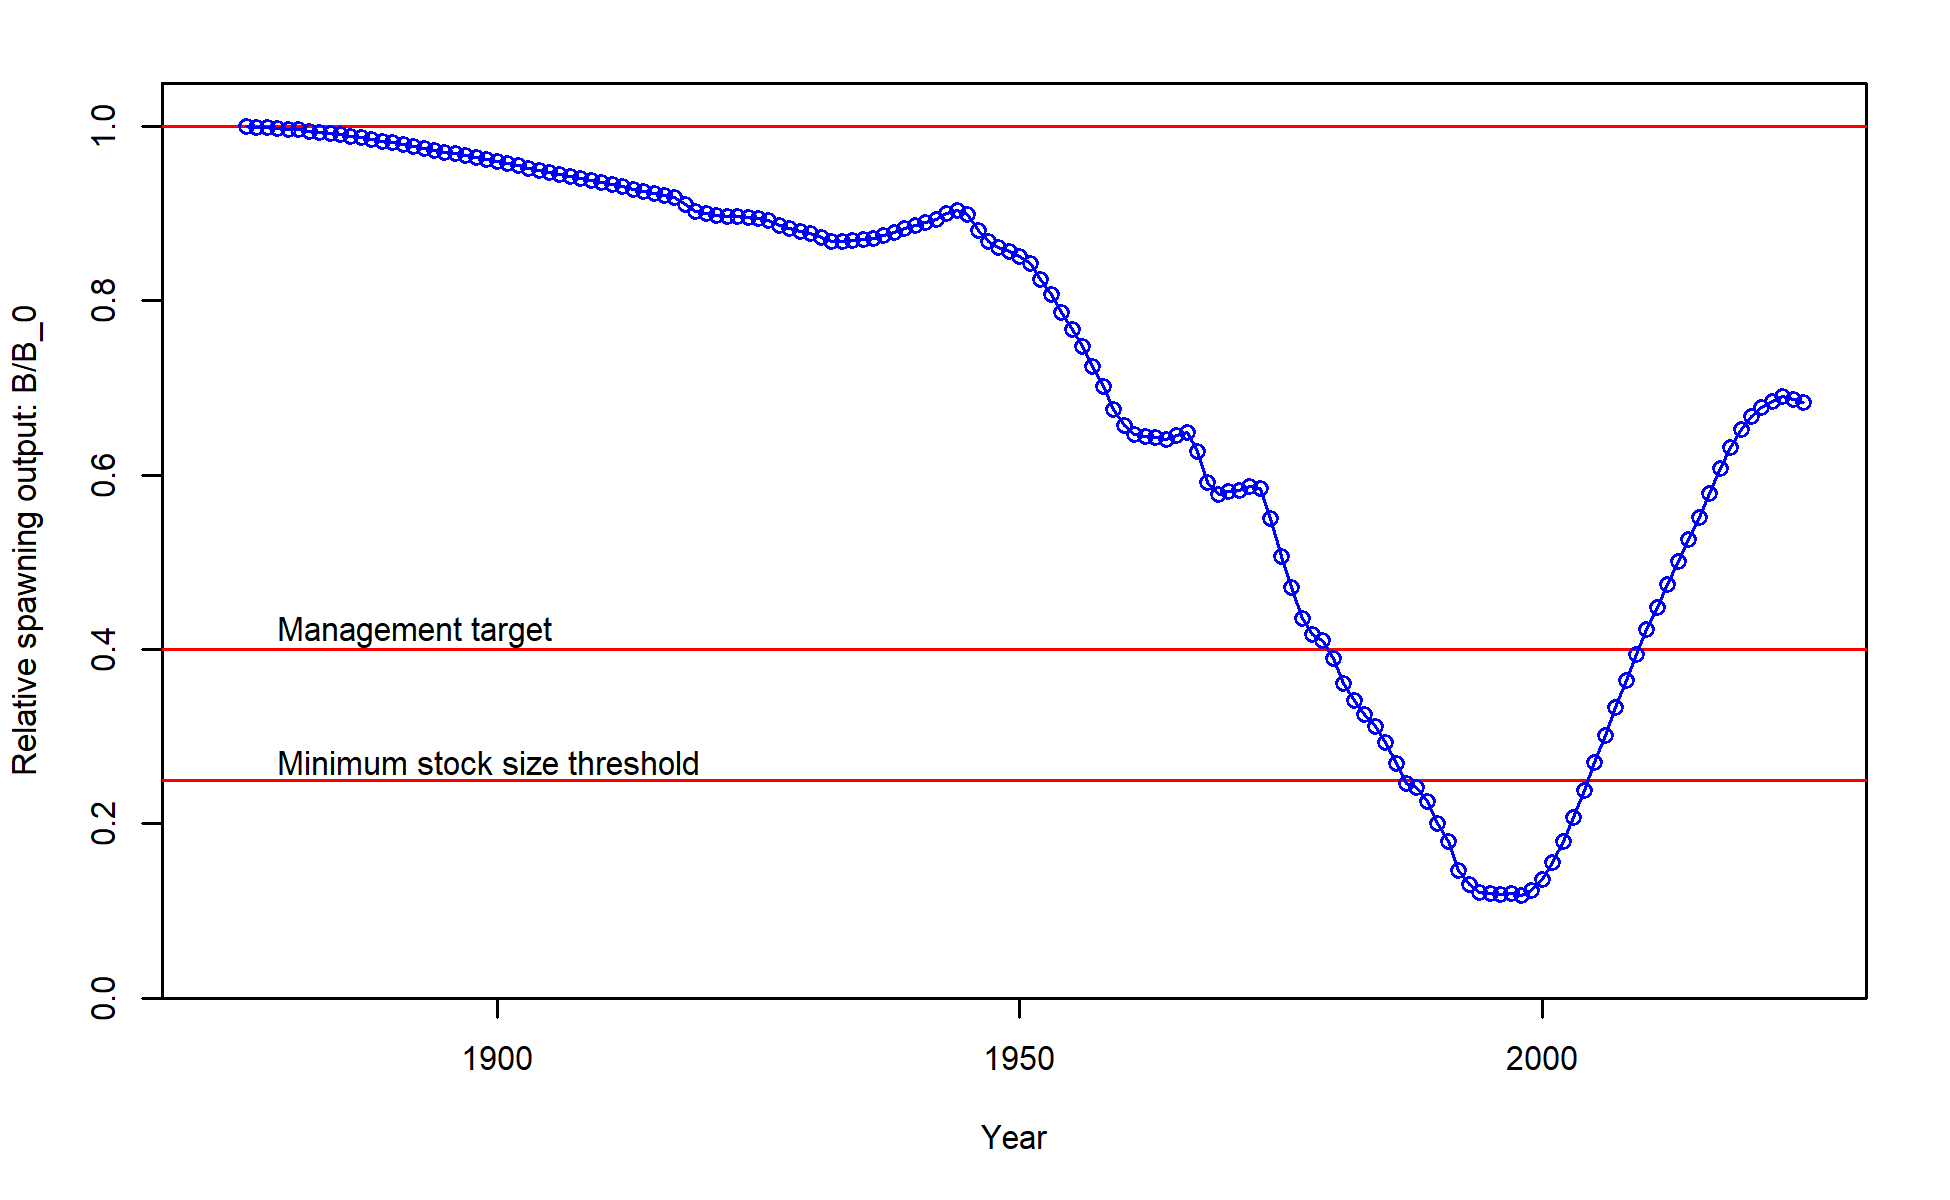 Relative spawning output: B/B_0
1.0
0.8
0.6
0.4
0.2
0.0
Management target
Minimum stock size threshold
1900
1950
2000
Year